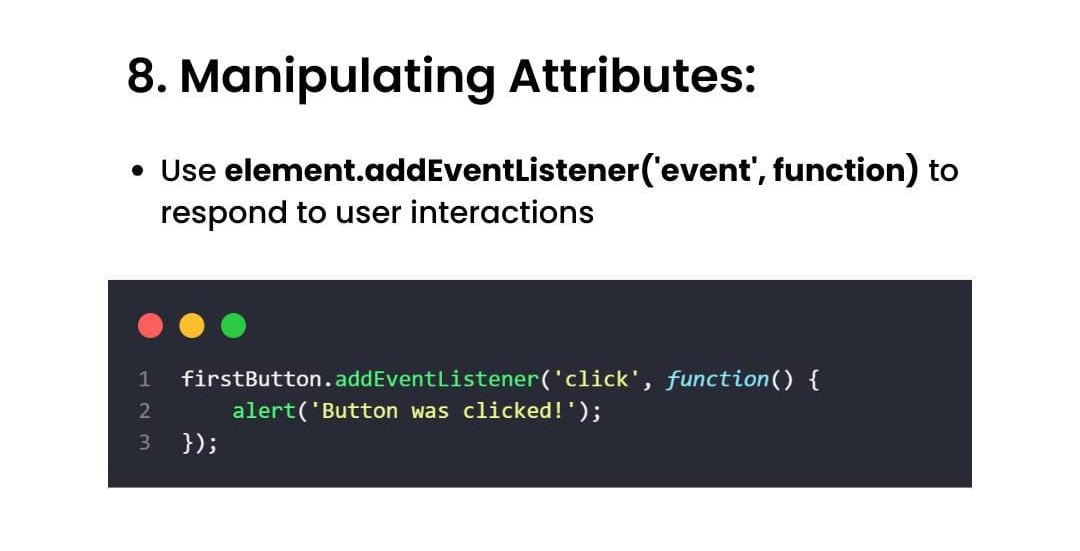 8. Manipulating Attributes:
• Use element.addEventListener('event', function) to
respond to user interactions
1 firstButton.addEventListener('click', function() {
2     alert('Button was clicked!');
3 });